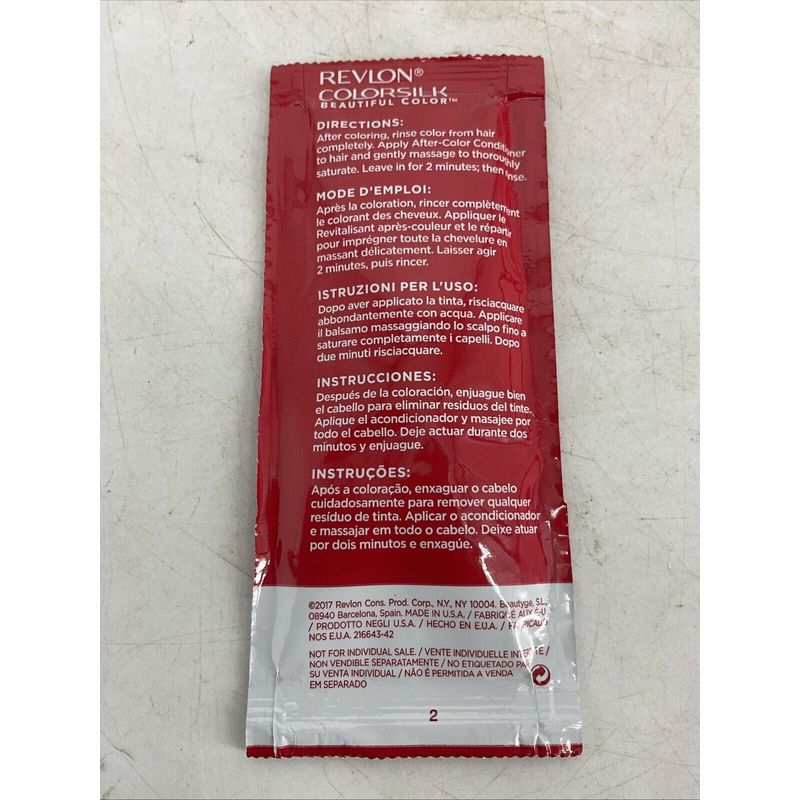 REVLON®
COLORSILK
BEAUTIFUL COLOR™
DIRECTIONS:
After coloring, rinse color from hair
completely. Apply After-Color Conditioner
to hair and gently massage to thoroughly
saturate. Leave in for 2 minutes; then rinse.
MODE D'EMPLOI:
Après la coloration, rincer complètement
le colorant des cheveux. Appliquer le
Revitalisant après-couleur et le répartir
pour imprégner toute la chevelure en
massant délicatement. Laisser agir
2 minutes, puis rincer.
ISTRUZIONI PER L'USO:
Dopo aver applicato la tinta, risciacquare
abbondantemente con acqua. Applicare
il balsamo massaggiando lo scalpo fino a
saturare completamente i capelli. Dopo
due minuti risciacquare.
INSTRUCCIONES:
Después de la coloración, enjuague bien
el cabello para eliminar residuos del tinte.
Aplique el acondicionador y masajee por
todo el cabello. Deje actuar durante dos
minutos y enjuague.
INSTRUÇÕES:
Após a coloração, enxaguar o cabelo
cuidadosamente para remover qualquer
resíduo de tinta. Aplicar o acondicionador
e massajar em todo o cabelo. Deixe atuar
por dois minutos e enxagúe.
©2017 Revlon Cons. Prod. Corp., N.Y., NY 10004. Beautyge, S.L.
08940 Barcelona, Spain. MADE IN U.S.A. / FABRIQUÉ AUX É-U
/ PRODOTTO NEGLI U.S.A. / HECHO EN E.U.A. / FABRICADO
NOS E.U.A. 216643-42
NOT FOR INDIVIDUAL SALE. / VENTE INDIVIDUELLE INTERDITE /
NON VENDIBILE SEPARATAMENTE / NO ETIQUETADO PARA
SU VENTA INDIVIDUAL / NÃO É PERMITIDA A VENDA
EM SEPARADO
2